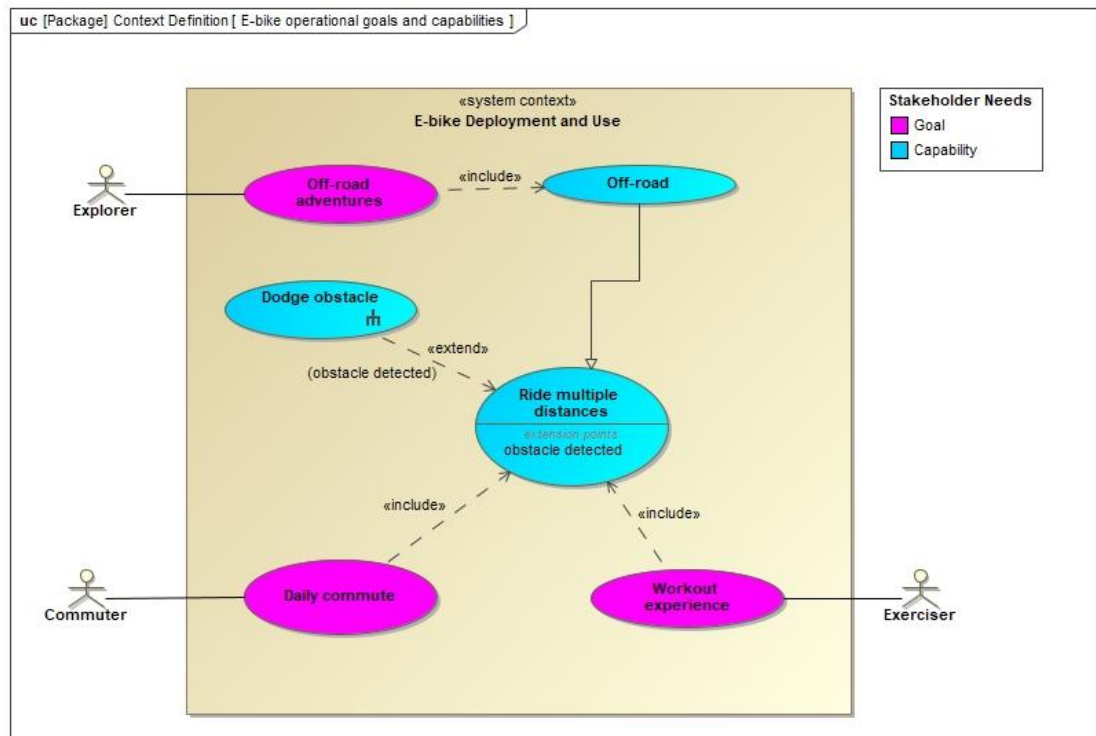 uc [Package] Context Definition [ E-bike operational goals and capabilities ]
«system context»
E-bike Deployment and Use
Stakeholder Needs
Goal
Capability
Explorer
Off-road
adventures
«include»
Off-road
Dodge obstacle
«extend»
(obstacle detected)
Ride multiple
distances
extension points
obstacle detected
«include»
«include»
Commuter
Daily commute
Workout
experience
Exerciser